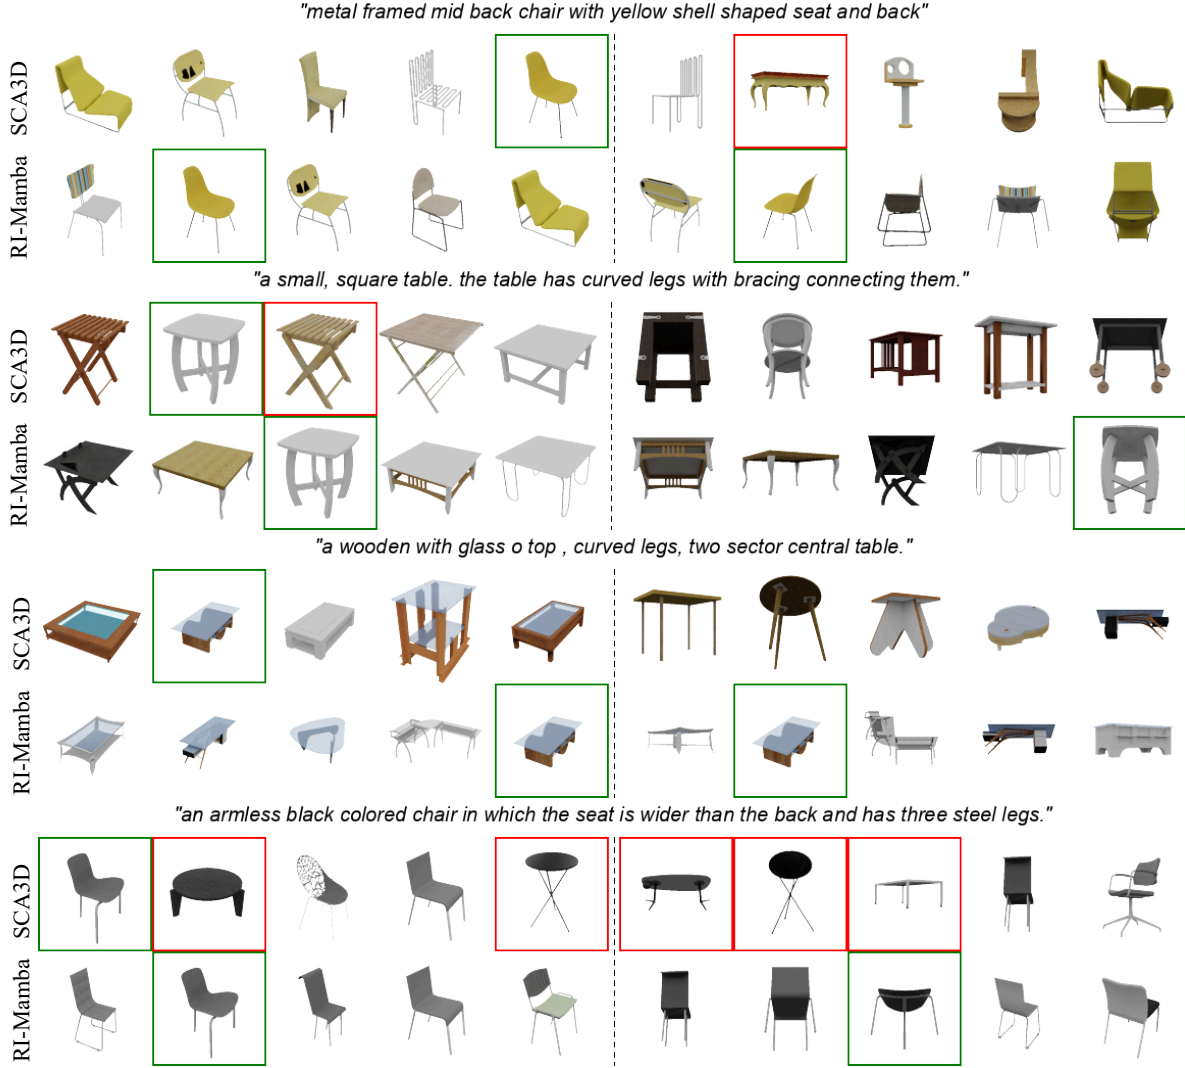 "metal framed mid back chair with yellow shell shaped seat and back"
SCA3D
RI-Mamba
"a small, square table. the table has curved legs with bracing connecting them."
SCA3D
RI-Mamba
"a wooden with glass o top , curved legs, two sector central table."
SCA3D
RI-Mamba
"an armless black colored chair in which the seat is wider than the back and has three steel legs."
SCA3D
RI-Mamba